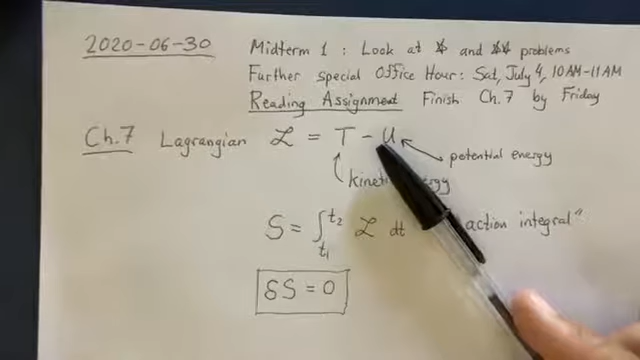 2020-06-30
Midterm 1 : Look at * and ** problems
Further special Office Hour: Sat, July 4, 10AM-11AM
Reading Assignment Finish Ch. 7 by Friday
Ch.7 Lagrangian ℒ = T - U
potential energy
S = ∫_{t₁}^{t₂} ℒ dt action integral"
δS = 0